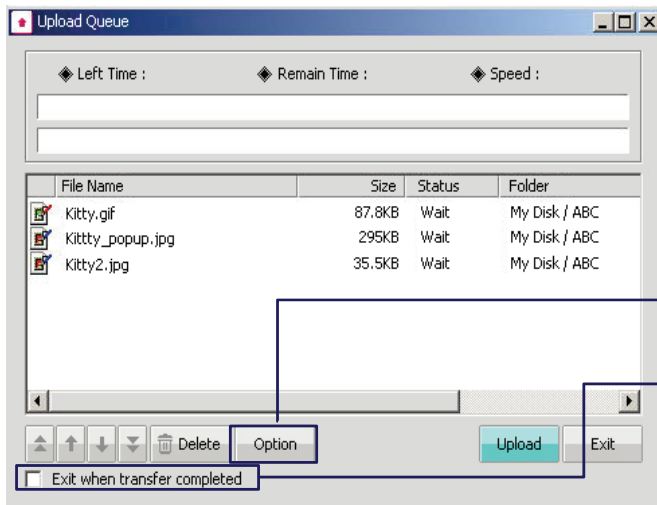 Upload Queue
Left Time : Remain Time : Speed :
File Name Size Status Folder
Kitty.gif 87.8KB Wait My Disk / ABC
Kittty_popup.jpg 295KB Wait My Disk / ABC
Kitty2.jpg 35.5KB Wait My Disk / ABC
Delete Option Upload Exit
Exit when transfer completed